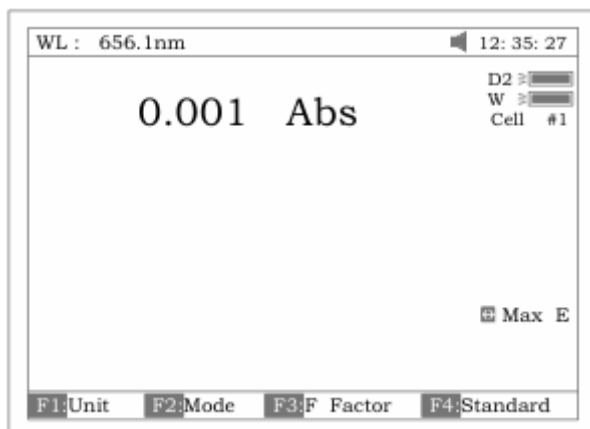 WL : 656.1nm 12: 35: 27
D2
W
0.001 Abs
Cell #1
Max E
F1:Unit F2:Mode F3:F Factor F4:Standard